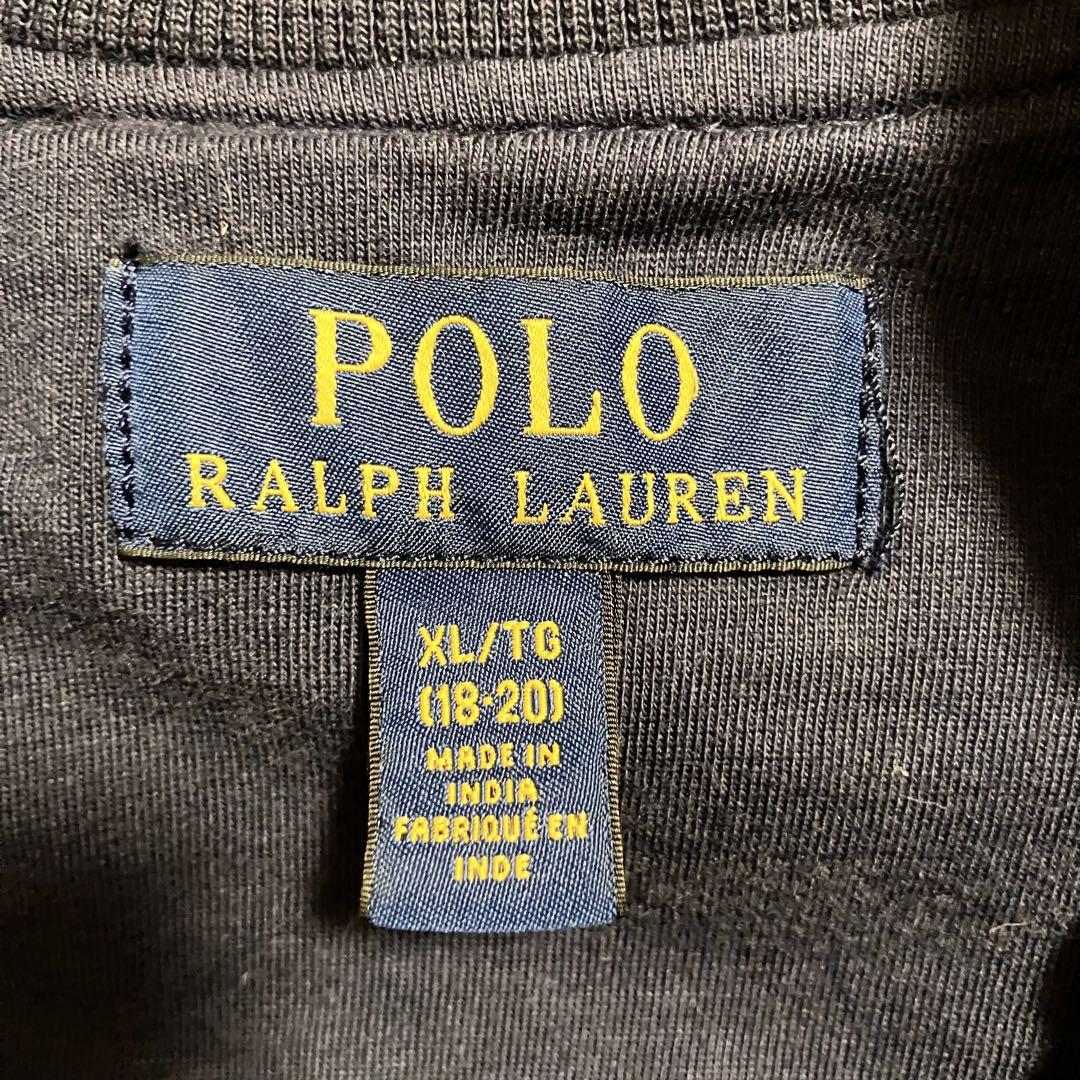 POLO
RALPH LAUREN
XL/TG
(18-20)
MADE IN
INDIA
FABRIQUÉ EN
INDE